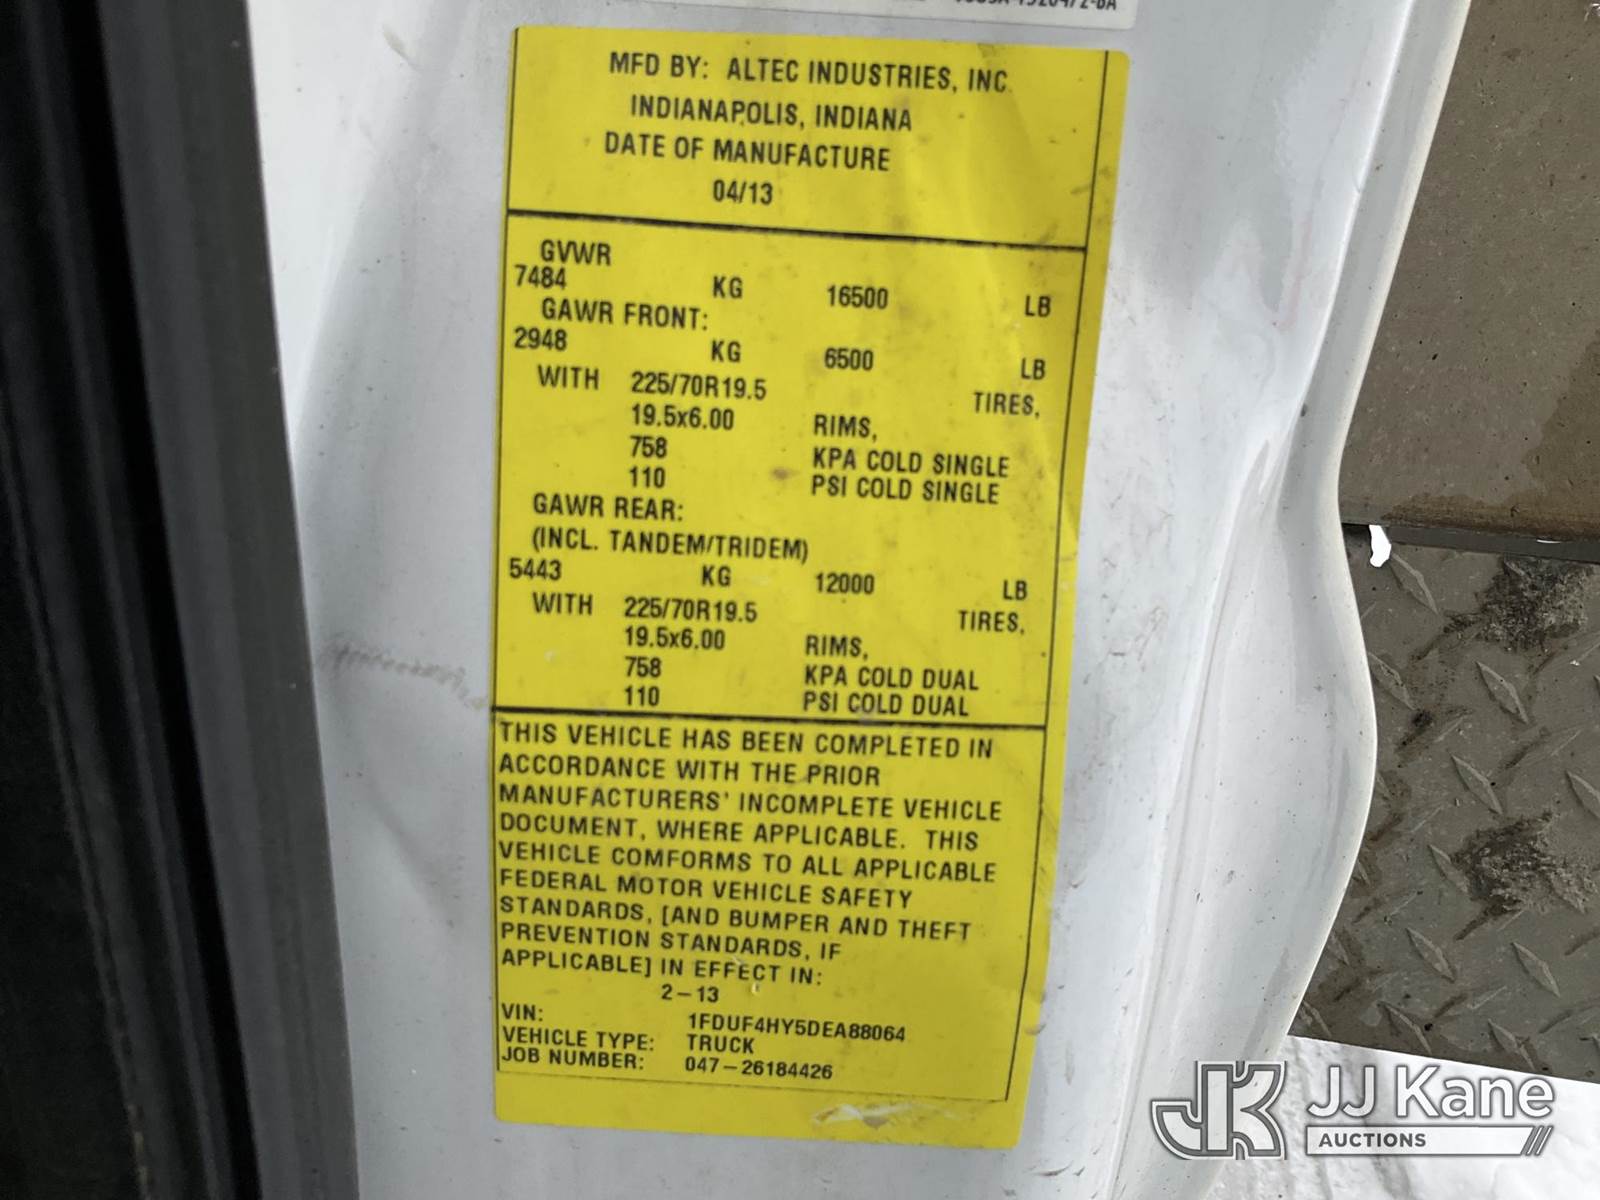 MFD BY: ALTEC INDUSTRIES, INC.
INDIANAPOLIS, INDIANA
DATE OF MANUFACTURE
04/13
GVWR
7484 KG 16500 LB
GAWR FRONT:
2948 KG 6500 LB
WITH 225/70R19.5 TIRES,
19.5x6.00 RIMS,
758 KPA COLD SINGLE
110 PSI COLD SINGLE
GAWR REAR:
(INCL. TANDEM/TRIDEM)
5443 KG 12000 LB
WITH 225/70R19.5 TIRES,
19.5x6.00 RIMS,
758 KPA COLD DUAL
110 PSI COLD DUAL
THIS VEHICLE HAS BEEN COMPLETED IN
ACCORDANCE WITH THE PRIOR
MANUFACTURERS' INCOMPLETE VEHICLE
DOCUMENT, WHERE APPLICABLE. THIS
VEHICLE COMFORMS TO ALL APPLICABLE
FEDERAL MOTOR VEHICLE SAFETY
STANDARDS, [AND BUMPER AND THEFT
PREVENTION STANDARDS, IF
APPLICABLE] IN EFFECT IN:
2-13
VIN: 1FDUF4HY5DEA88064
VEHICLE TYPE: TRUCK
JOB NUMBER: 047-26184426
JK JJ Kane
AUCTIONS